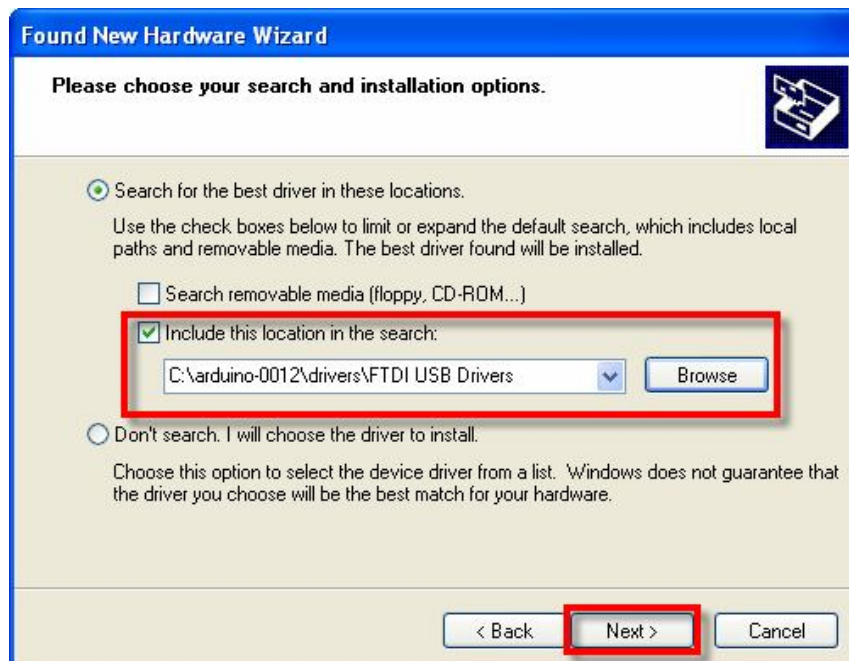 Found New Hardware Wizard
Please choose your search and installation options.
Search for the best driver in these locations.
Use the check boxes below to limit or expand the default search, which includes local
paths and removable media. The best driver found will be installed.
Search removable media (floppy, CD-ROM...)
Include this location in the search:
C:\arduino-0012\drivers\FTDI USB Drivers
Browse
Don't search. I will choose the driver to install.
Choose this option to select the device driver from a list. Windows does not guarantee that
the driver you choose will be the best match for your hardware.
< Back
Next >
Cancel